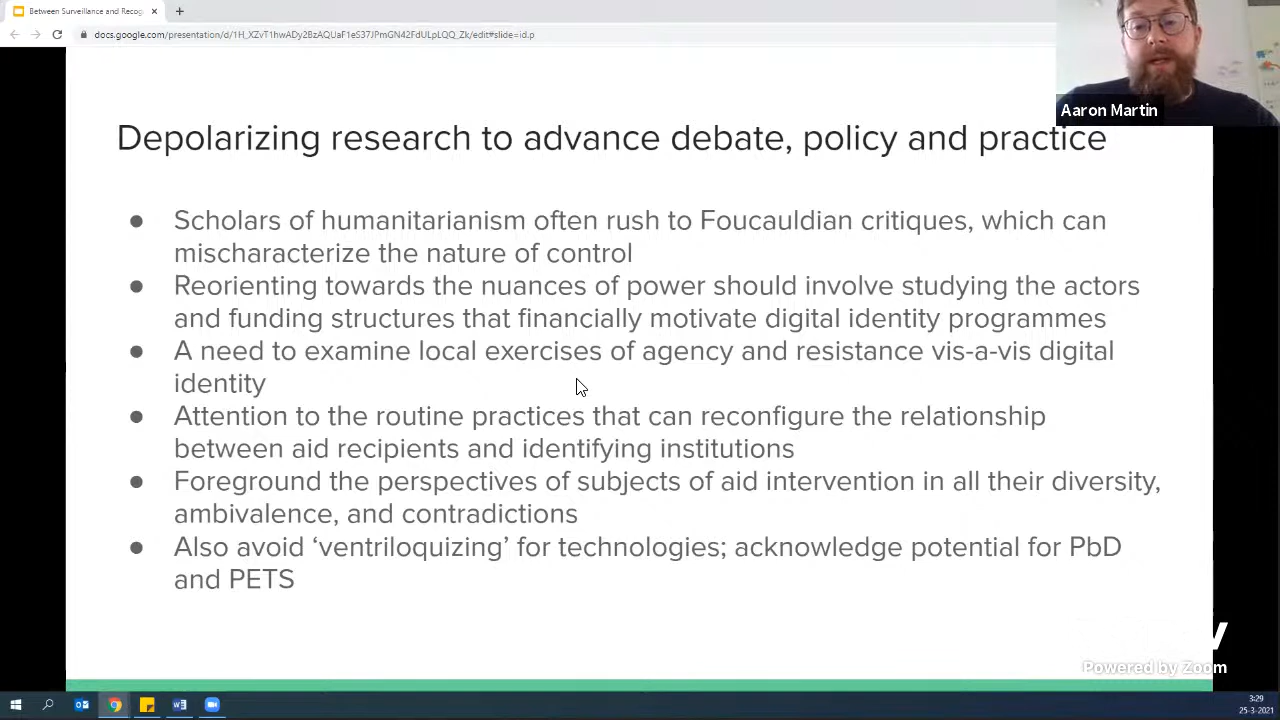 Between Surveillance and Recog
docs.google.com/presentation/d/1H_XZvT1hwADy2BzAQUaF1eS37JPmGN42FdULpLQQ_Zk/edit#slide=id.p
Aaron Martin
Depolarizing research to advance debate, policy and practice
● Scholars of humanitarianism often rush to Foucauldian critiques, which can
mischaracterize the nature of control
● Reorienting towards the nuances of power should involve studying the actors
and funding structures that financially motivate digital identity programmes
● A need to examine local exercises of agency and resistance vis-a-vis digital
identity
● Attention to the routine practices that can reconfigure the relationship
between aid recipients and identifying institutions
● Foreground the perspectives of subjects of aid intervention in all their diversity,
ambivalence, and contradictions
● Also avoid ‘ventriloquizing’ for technologies; acknowledge potential for PbD
and PETS
Powered by Zoom
3:29
25-3-2021